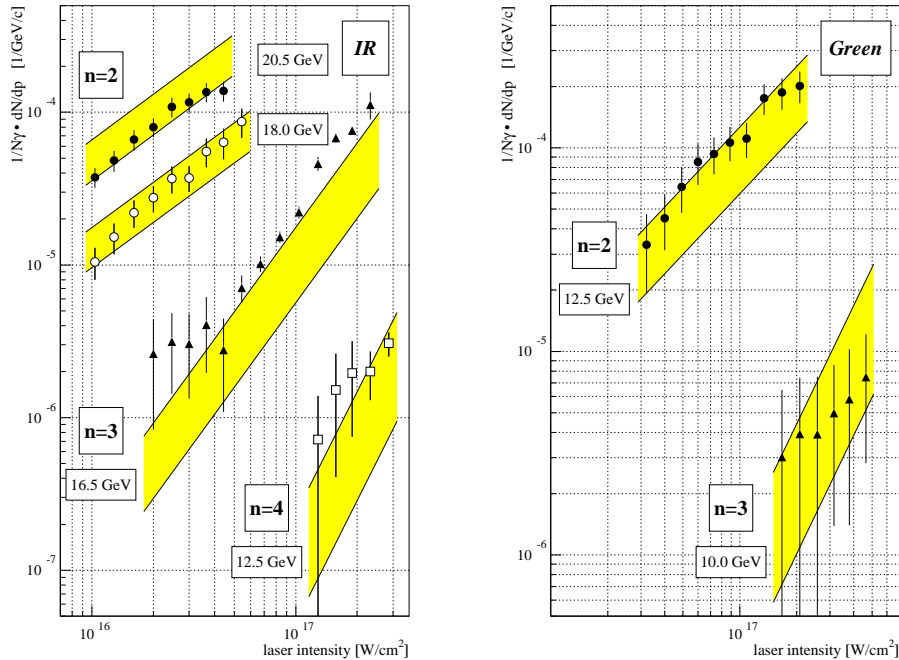 1/Nγ• dN/dp [1/GeV/c]
IR
20.5 GeV
n=2
10 -4
18.0 GeV
10 -5
10 -6
n=3
16.5 GeV
n=4
12.5 GeV
10 -7
10 16
10 17
laser intensity [W/cm2]
1/Nγ• dN/dp [1/GeV/c]
Green
10 -4
n=2
12.5 GeV
10 -5
n=3
10.0 GeV
10 -6
10 17
laser intensity [W/cm2]